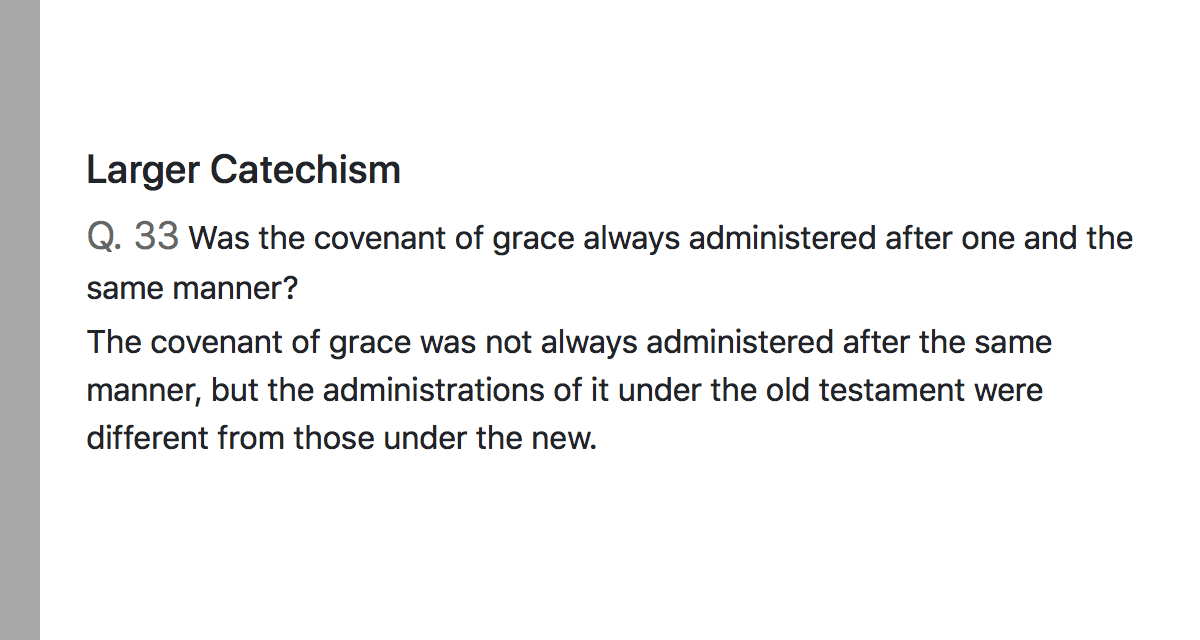 Larger Catechism
Q. 33 Was the covenant of grace always administered after one and the
same manner?
The covenant of grace was not always administered after the same
manner, but the administrations of it under the old testament were
different from those under the new.